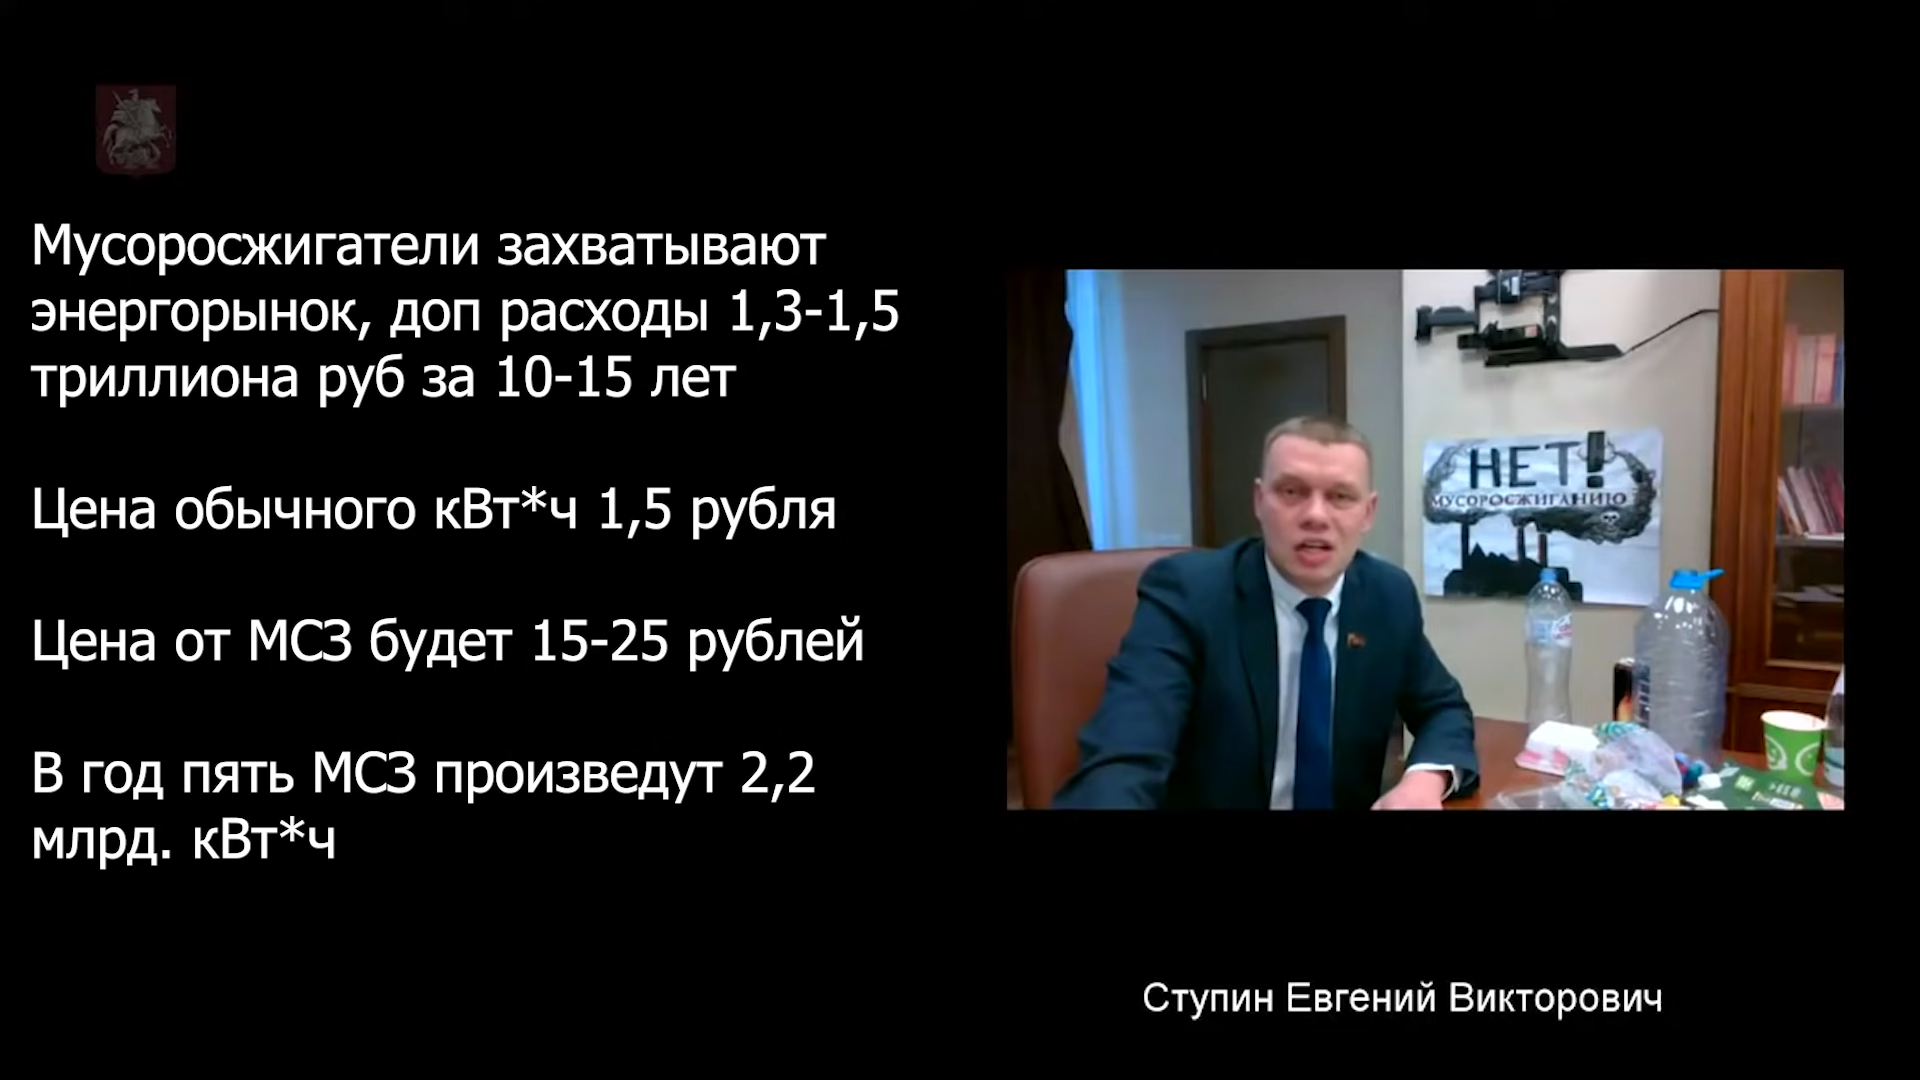 Мусоросжигатели захватывают
энергорынок, доп расходы 1,3-1,5
триллиона руб за 10-15 лет
Цена обычного кВт*ч 1,5 рубля
Цена от МСЗ будет 15-25 рублей
В год пять МСЗ произведут 2,2
млрд. кВт*ч
НЕТ!
МУСОРОСЖИГАНИЮ
Ступин Евгений Викторович